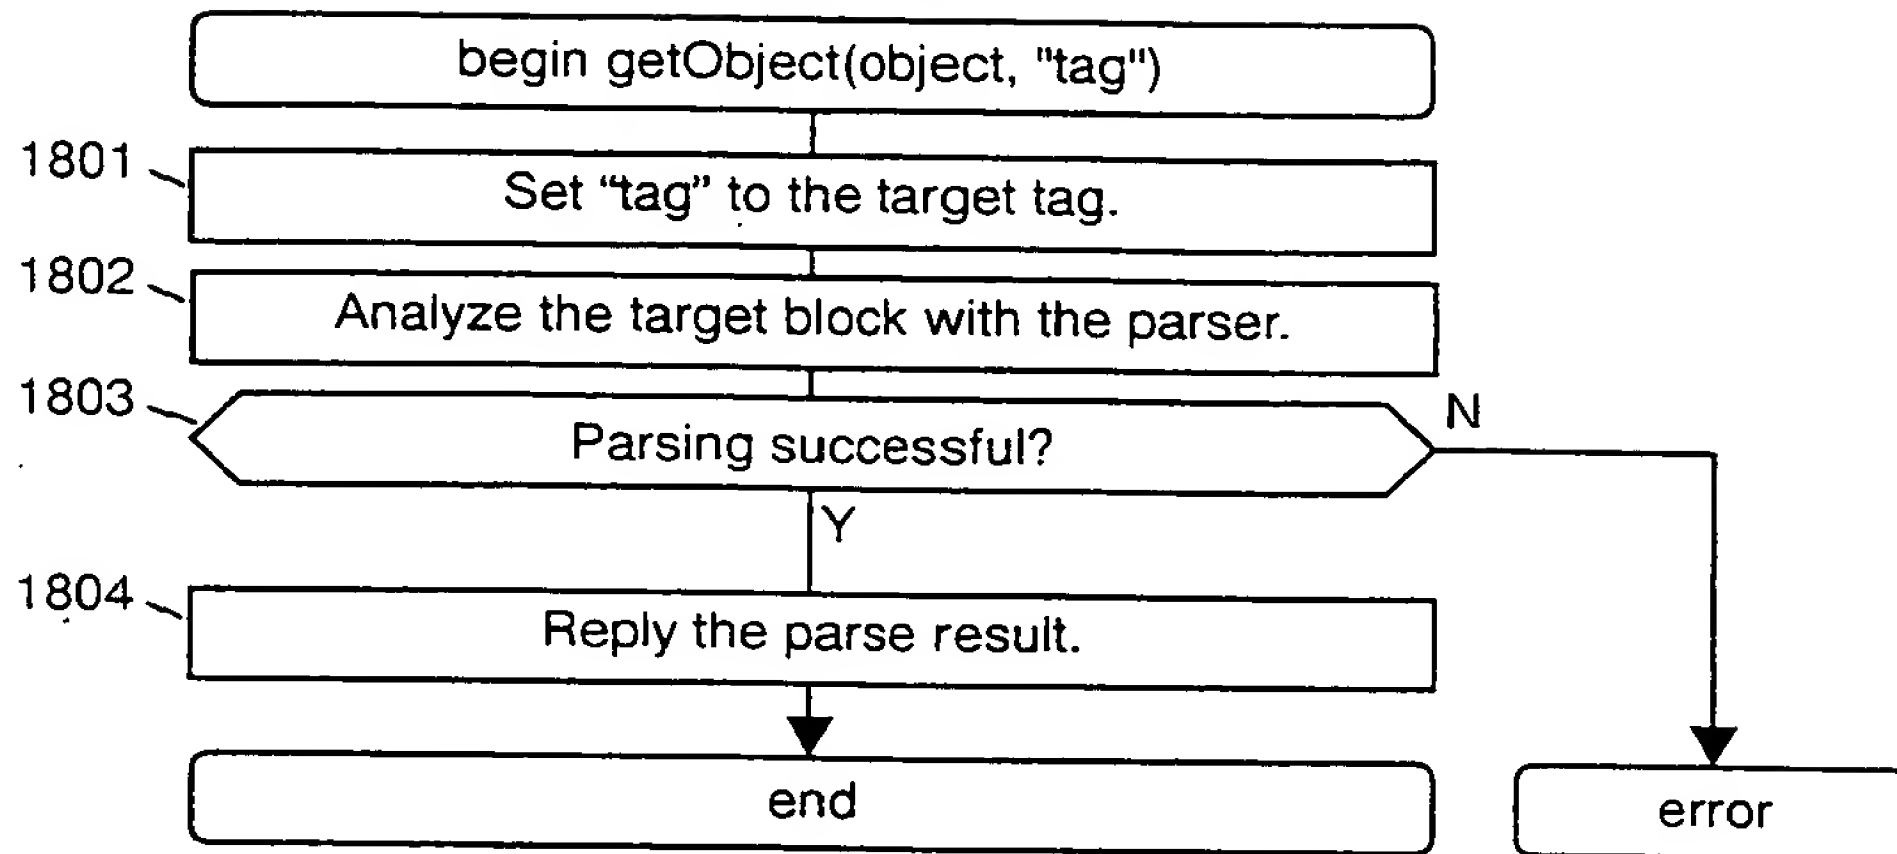 begin getObject(object, "tag")
1801
Set “tag” to the target tag.
1802
Analyze the target block with the parser.
1803
Parsing successful?
N
Y
1804
Reply the parse result.
end
error